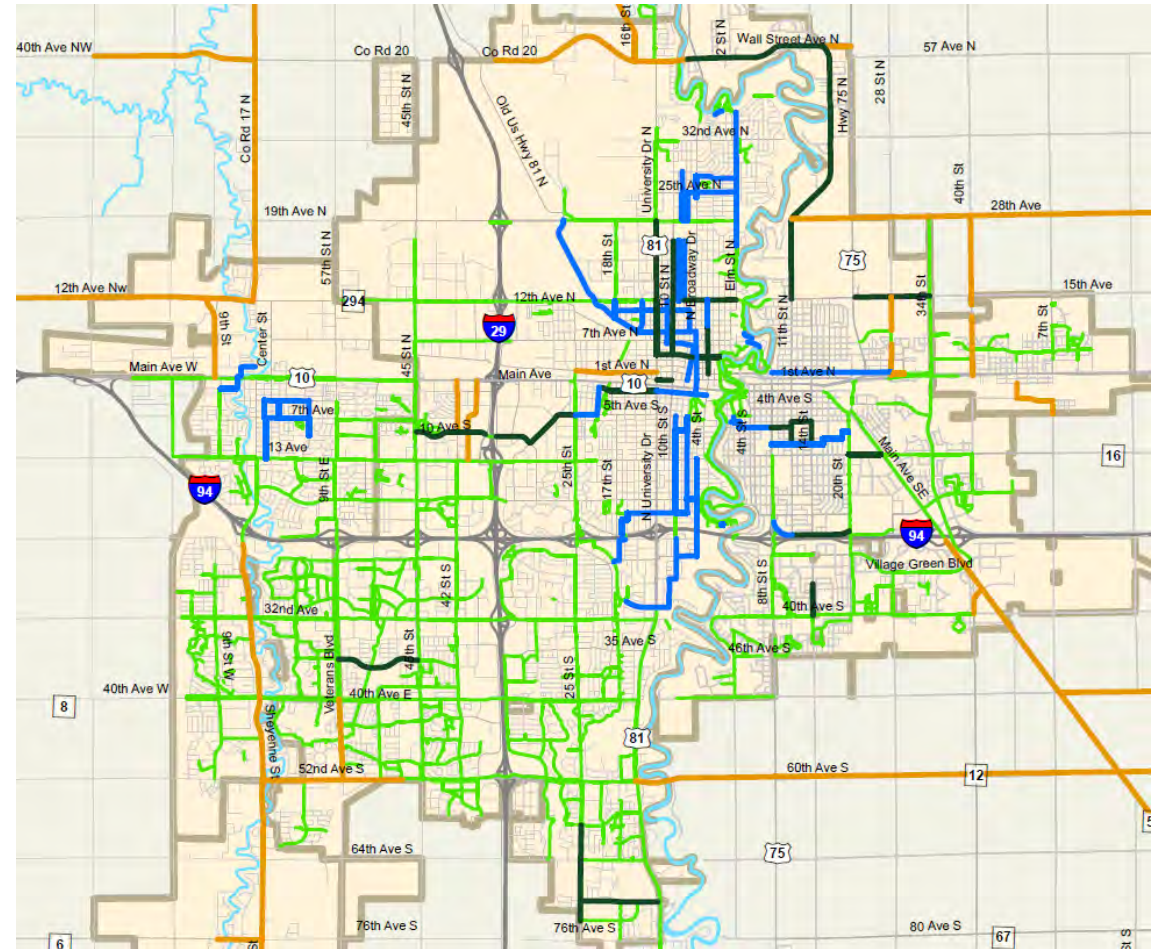 40th Ave NW
Co Rd 20
Co Rd 20
16th St
2 St N
Wall Street Ave N
57 Ave N
Co Rd 17 N
45th St N
Old Us Hwy 81 N
University Dr N
32nd Ave N
Hwy 75 N
28 St N
25th Ave N
40th St
19th Ave N
28th Ave
57th St N
18th St
81
10 St N
N Broadway Dr
Elm St N
75
12th Ave Nw
294
12th Ave N
34th St
15th Ave
9th St
Center St
29
7th Ave N
11th St N
7th St
45 St N
Main Ave W
10
Main Ave
1st Ave N
10
1st Ave N
7th Ave
5th Ave S
4th Ave S
10 Ave S
13 Ave
9th St E
25th St
17th St
N University Dr
10th St S
4th St
4th St S
14th St
20th St
Main Ave SE
16
94
94
Village Green Blvd
42 St S
8th St S
32nd Ave
40th Ave S
9th St W
35 Ave S
46th Ave S
Veterans Blvd
25 St S
40th Ave W
40th Ave E
8
Sheyenne St
81
52nd Ave S
60th Ave S
12
5
64th Ave S
75
76th Ave S
76th Ave S
80 Ave S
6
67
St S